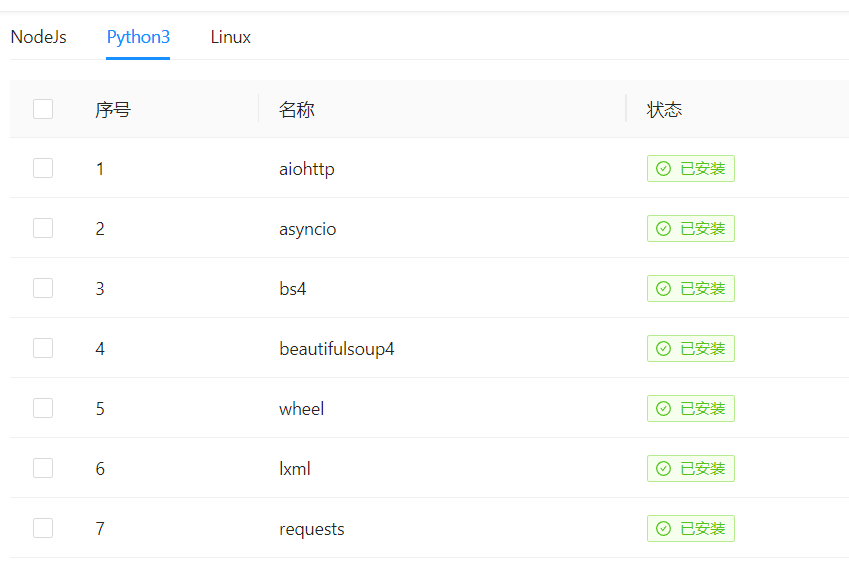 NodeJs Python3 Linux
序号 名称 状态
1 aiohttp 已安装
2 asyncio 已安装
3 bs4 已安装
4 beautifulsoup4 已安装
5 wheel 已安装
6 lxml 已安装
7 requests 已安装